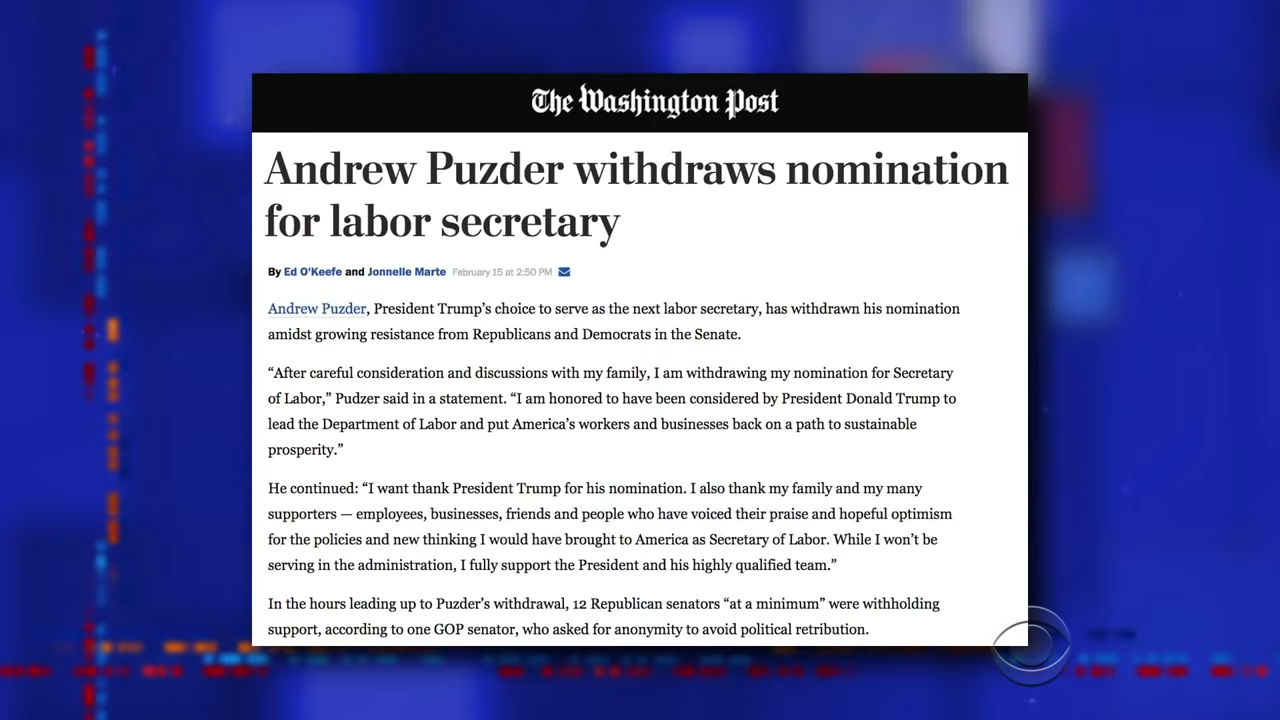 The Washington Post
Andrew Puzder withdraws nomination
for labor secretary
By Ed O'Keefe and Jonnelle Marte February 15 at 2:50 PM
Andrew Puzder, President Trump’s choice to serve as the next labor secretary, has withdrawn his nomination
amidst growing resistance from Republicans and Democrats in the Senate.
“After careful consideration and discussions with my family, I am withdrawing my nomination for Secretary
of Labor,” Pudzer said in a statement. “I am honored to have been considered by President Donald Trump to
lead the Department of Labor and put America’s workers and businesses back on a path to sustainable
prosperity.”
He continued: “I want thank President Trump for his nomination. I also thank my family and my many
supporters — employees, businesses, friends and people who have voiced their praise and hopeful optimism
for the policies and new thinking I would have brought to America as Secretary of Labor. While I won’t be
serving in the administration, I fully support the President and his highly qualified team.”
In the hours leading up to Puzder’s withdrawal, 12 Republican senators “at a minimum” were withholding
support, according to one GOP senator, who asked for anonymity to avoid political retribution.